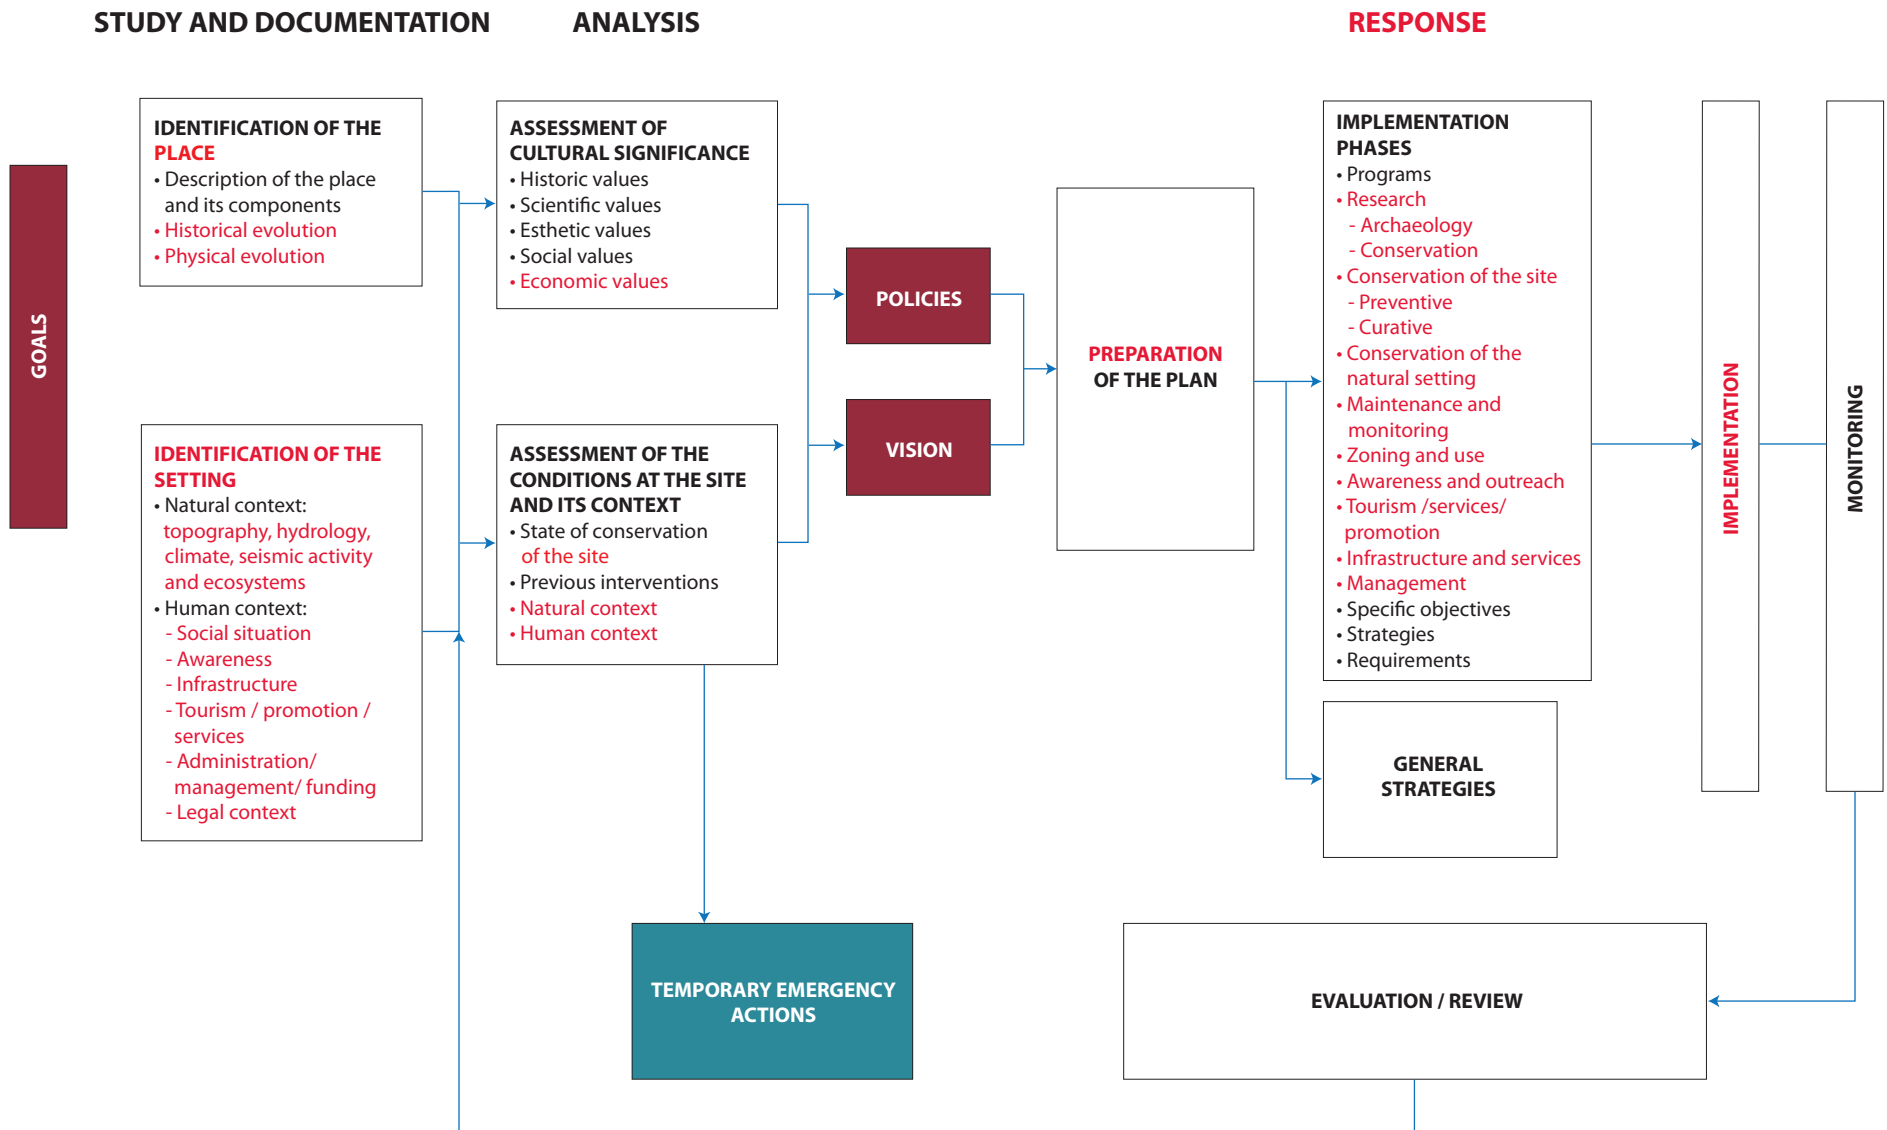 STUDY AND DOCUMENTATION
ANALYSIS
RESPONSE
GOALS
IDENTIFICATION OF THE
PLACE
• Description of the place
and its components
• Historical evolution
• Physical evolution
IDENTIFICATION OF THE
SETTING
• Natural context:
topography, hydrology,
climate, seismic activity
and ecosystems
• Human context:
- Social situation
- Awareness
- Infrastructure
- Tourism / promotion /
services
- Administration/
management/ funding
- Legal context
ASSESSMENT OF
CULTURAL SIGNIFICANCE
• Historic values
• Scientific values
• Esthetic values
• Social values
• Economic values
ASSESSMENT OF THE
CONDITIONS AT THE SITE
AND ITS CONTEXT
• State of conservation
of the site
• Previous interventions
• Natural context
• Human context
POLICIES
VISION
TEMPORARY EMERGENCY
ACTIONS
PREPARATION
OF THE PLAN
IMPLEMENTATION
PHASES
• Programs
• Research
- Archaeology
- Conservation
• Conservation of the site
- Preventive
- Curative
• Conservation of the
natural setting
• Maintenance and
monitoring
• Zoning and use
• Awareness and outreach
• Tourism /services/
promotion
• Infrastructure and services
• Management
• Specific objectives
• Strategies
• Requirements
GENERAL
STRATEGIES
IMPLEMENTATION
MONITORING
EVALUATION / REVIEW